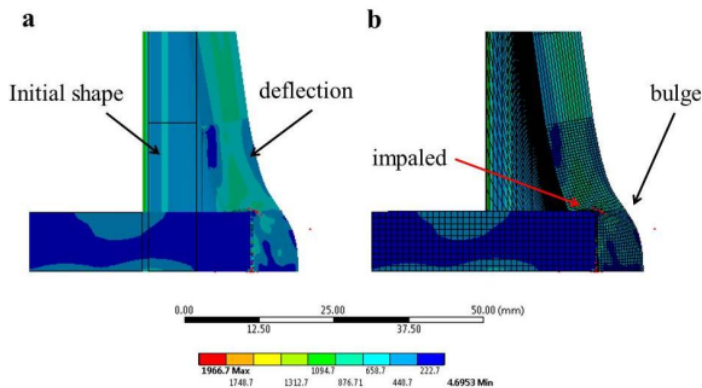 a
b
Initial shape
deflection
impaled
bulge
0.00 25.00 50.00 (mm)
12.50 37.50
1966.7 Max 1094.7 658.7 222.7
1748.7 1312.7 876.71 440.7 4.6953 Min